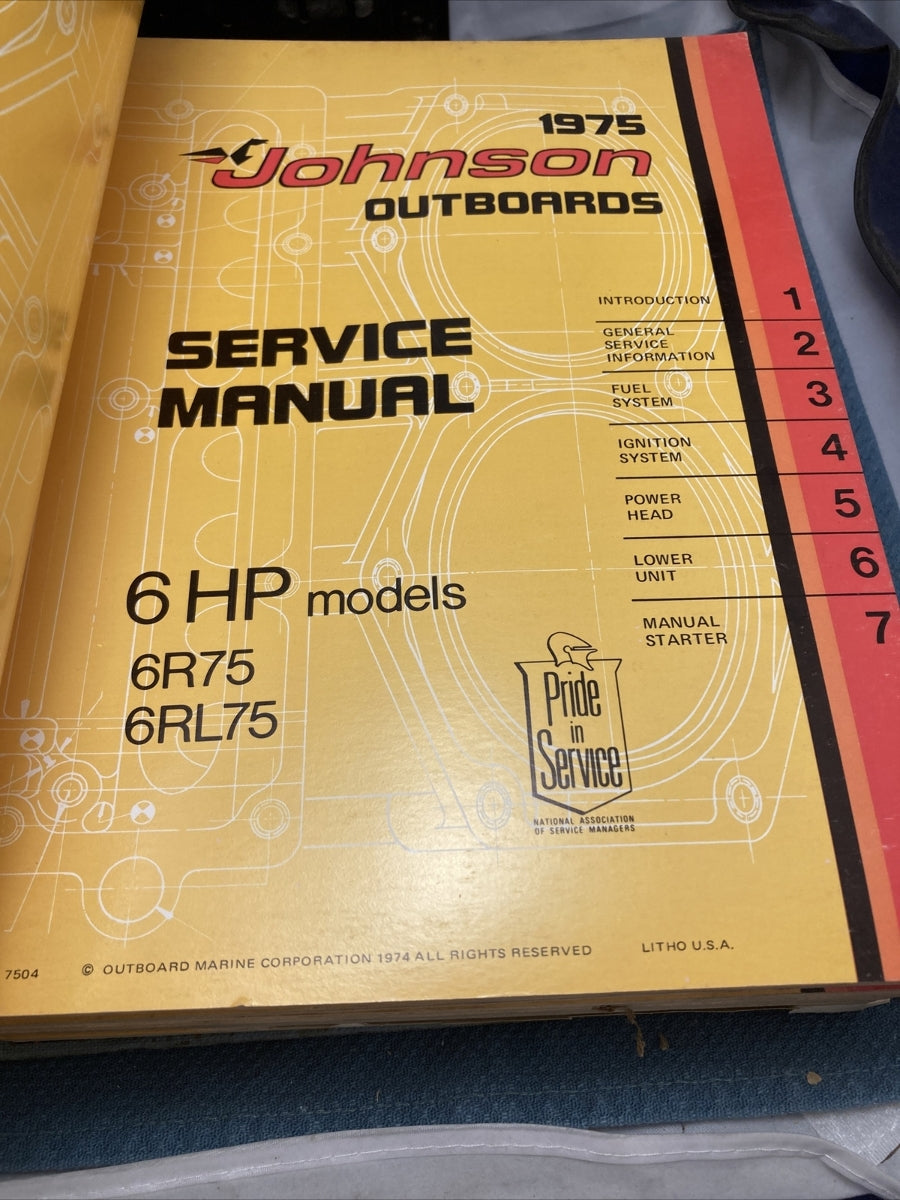 1975
Johnson
OUTBOARDS
SERVICE
MANUAL
6 HP models
6R75
6RL75
INTRODUCTION 1
GENERAL
SERVICE
INFORMATION 2
FUEL
SYSTEM 3
IGNITION
SYSTEM 4
POWER
HEAD 5
LOWER
UNIT 6
MANUAL
STARTER 7
Pride
in
Service
NATIONAL ASSOCIATION
OF SERVICE MANAGERS
7504 © OUTBOARD MARINE CORPORATION 1974 ALL RIGHTS RESERVED LITHO U.S.A.